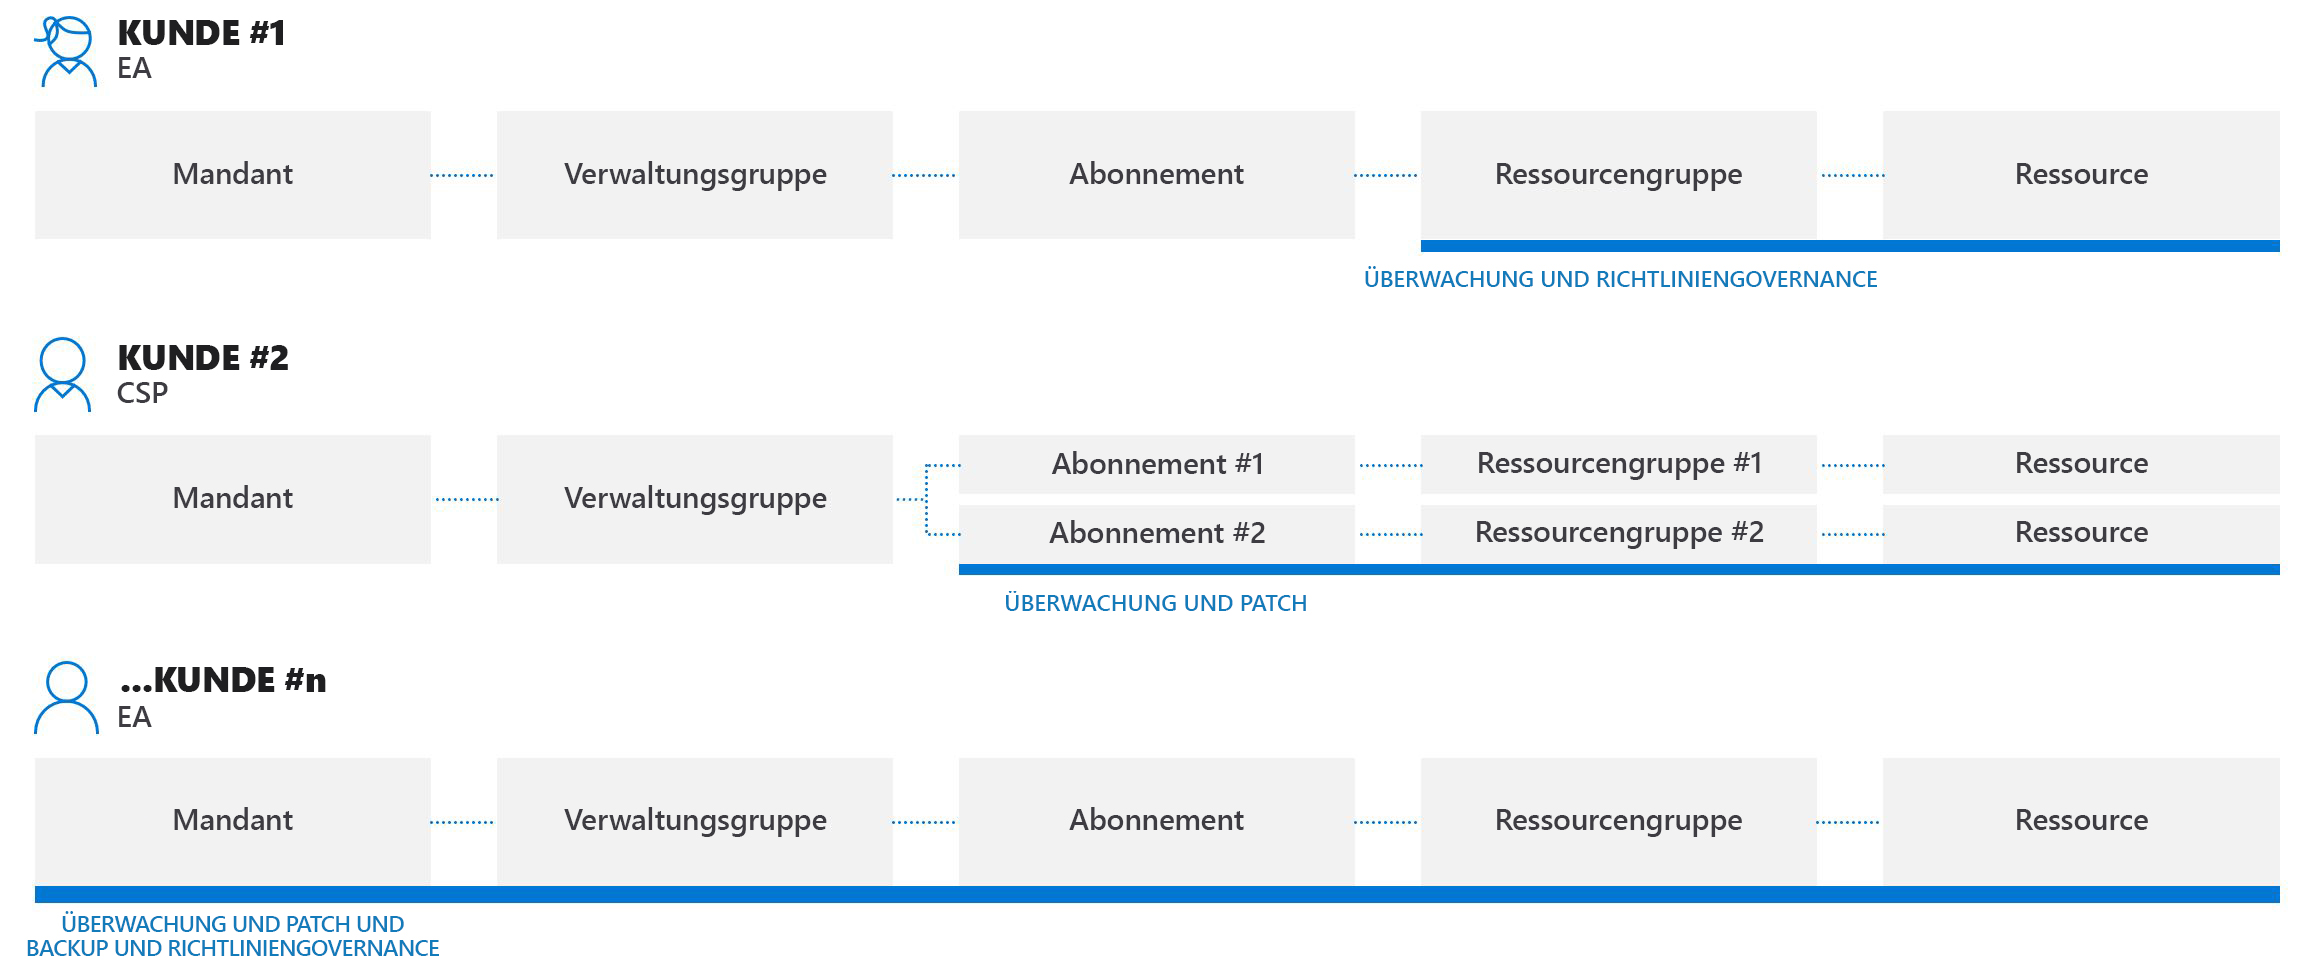 KUNDE #1
EA
Mandant
Verwaltungsgruppe
Abonnement
Ressourcengruppe
Ressource
ÜBERWACHUNG UND RICHTLINIENGOVERNANCE
KUNDE #2
CSP
Mandant
Verwaltungsgruppe
Abonnement #1
Ressourcengruppe #1
Ressource
Abonnement #2
Ressourcengruppe #2
Ressource
ÜBERWACHUNG UND PATCH
...KUNDE #n
EA
Mandant
Verwaltungsgruppe
Abonnement
Ressourcengruppe
Ressource
ÜBERWACHUNG UND PATCH UND
BACKUP UND RICHTLINIENGOVERNANCE